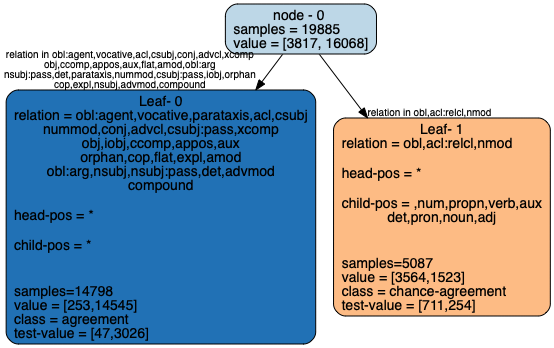 node - 0
samples = 19885
value = [3817, 16068]
relation in obl:agent,vocative,acl,csubj,conj,advcl,xcomp
obj,ccomp,appos,aux,flat,amod,obl:arg
nsubj:pass,det,parataxis,nummod,csubj:pass,iobj,orphan
cop,expl,nsubj,advmod,compound
relation in obl,acl:relcl,nmod
Leaf- 0
relation = obl:agent,vocative,parataxis,acl,csubj
nummod,conj,advcl,csubj:pass,xcomp
obj,iobj,ccomp,appos,aux
orphan,cop,flat,expl,amod
obl:arg,nsubj,nsubj:pass,det,advmod
compound
head-pos = *
child-pos = *
samples=14798
value = [253,14545]
class = agreement
test-value = [47,3026]
Leaf- 1
relation = obl,acl:relcl,nmod
head-pos = *
child-pos = ,num,propn,verb,aux
det,pron,noun,adj
samples=5087
value = [3564,1523]
class = chance-agreement
test-value = [711,254]